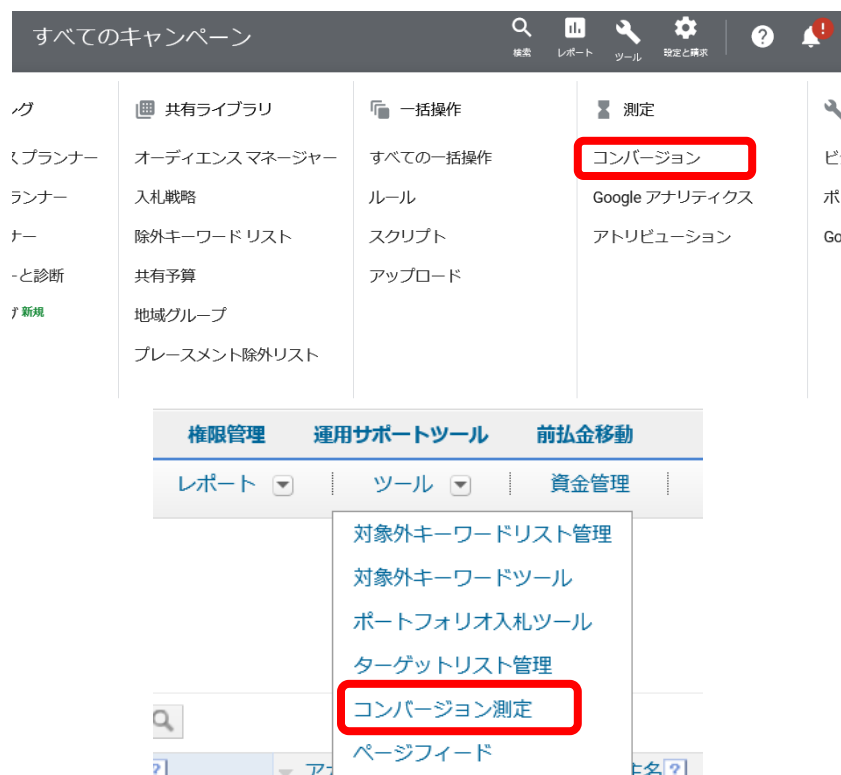 すべてのキャンペーン
検索 レポート ツール 設定と請求
共有ライブラリ 一括操作 測定
プランナー オーディエンス マネージャー すべての一括操作 コンバージョン
ランナー 入札戦略 ルール Google アナリティクス ポ
ナー 除外キーワード リスト スクリプト アトリビューション Go
と診断 共有予算 アップロード
新規 地域グループ
プレースメント除外リスト
権限管理 運用サポートツール 前払金移動
レポート ツール 資金管理
対象外キーワードリスト管理
対象外キーワードツール
ポートフォリオ入札ツール
ターゲットリスト管理
コンバージョン測定
ページフィード